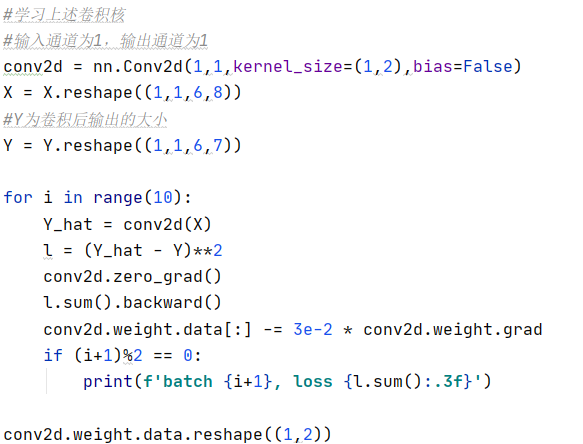 #学习上述卷积核
#输入通道为1，输出通道为1
conv2d = nn.Conv2d(1,1,kernel_size=(1,2),bias=False)
X = X.reshape((1,1,6,8))
#Y为卷积后输出的大小
Y = Y.reshape((1,1,6,7))
for i in range(10):
    Y_hat = conv2d(X)
    l = (Y_hat - Y)**2
    conv2d.zero_grad()
    l.sum().backward()
    conv2d.weight.data[:] -= 3e-2 * conv2d.weight.grad
    if (i+1)%2 == 0:
        print(f'batch {i+1}, loss {l.sum():.3f}')
conv2d.weight.data.reshape((1,2))